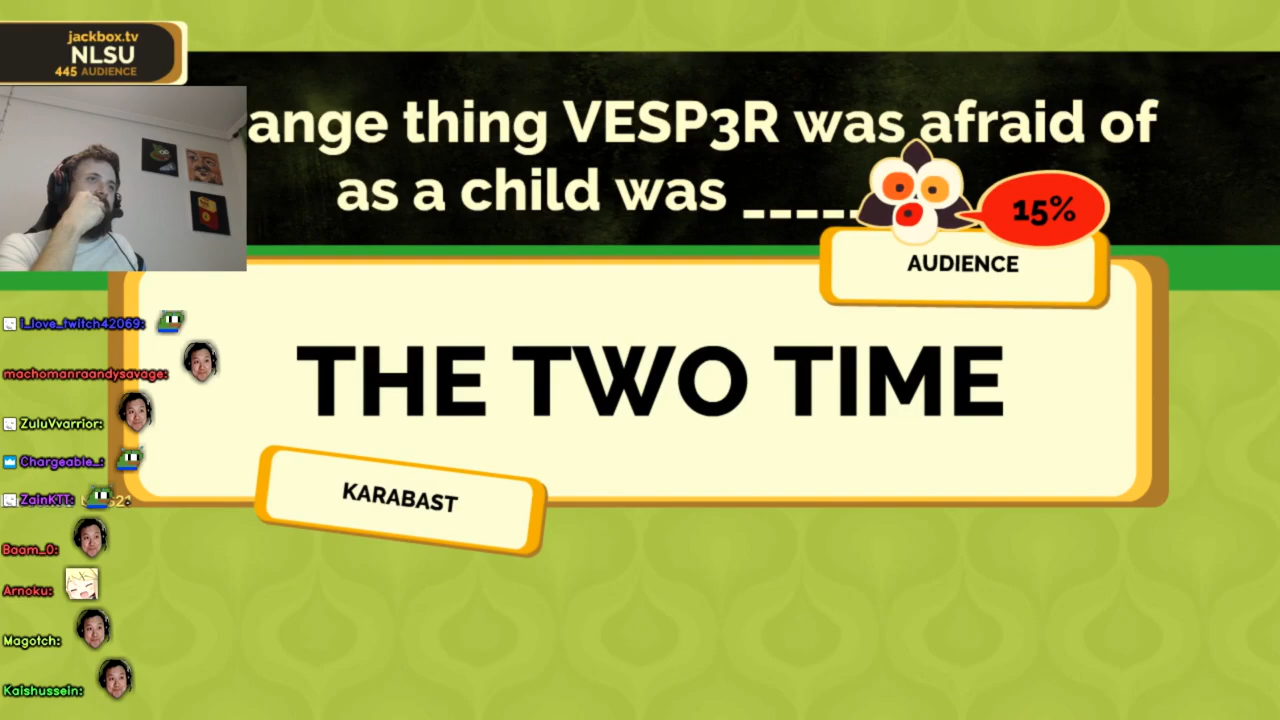 jackbox.tv
NLSU
445 AUDIENCE
ange thing VESP3R was afraid of
as a child was _____
15%
AUDIENCE
THE TWO TIME
KARABAST
i_love_twitch42069:
machomanraandysavage:
ZuluVvarrior:
Chargeable_:
ZainKTT:
Baam_0:
Arnoku:
Magotch:
Kaishussein: